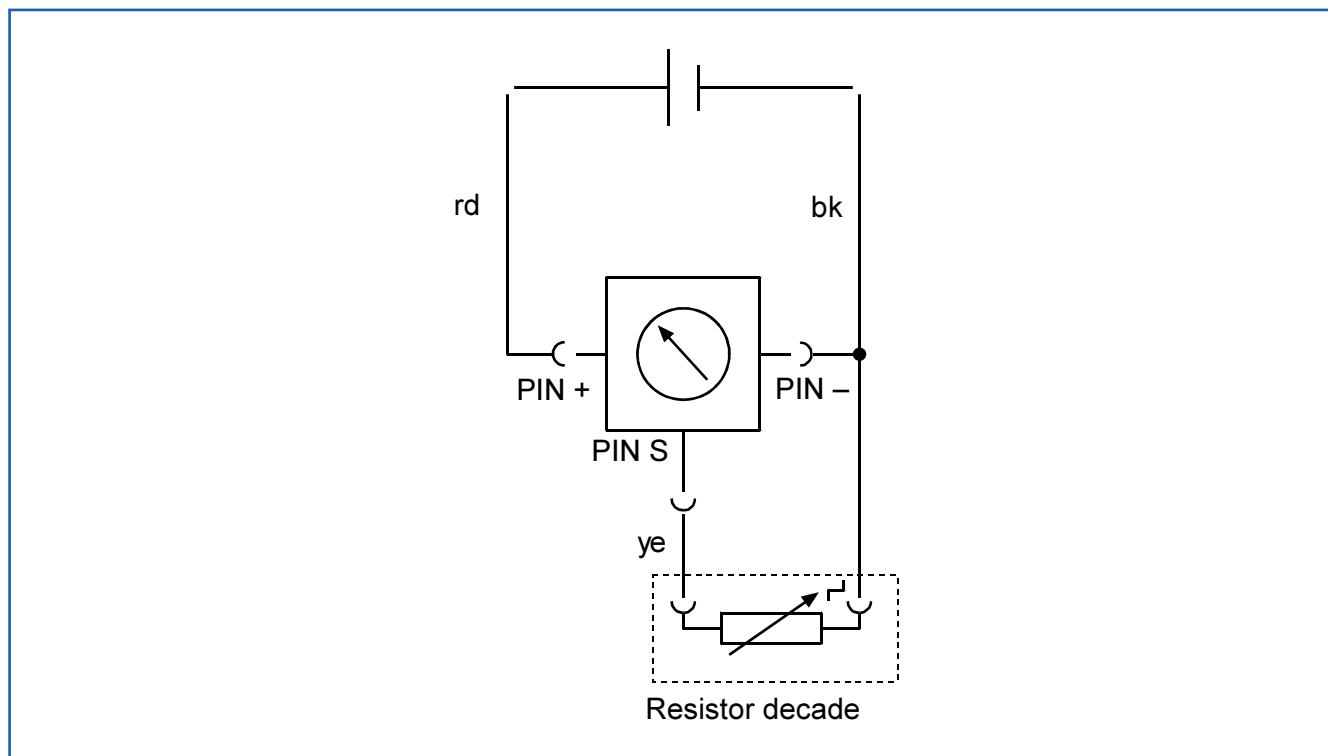 rd
bk
PIN +
PIN –
PIN S
ye
Resistor decade